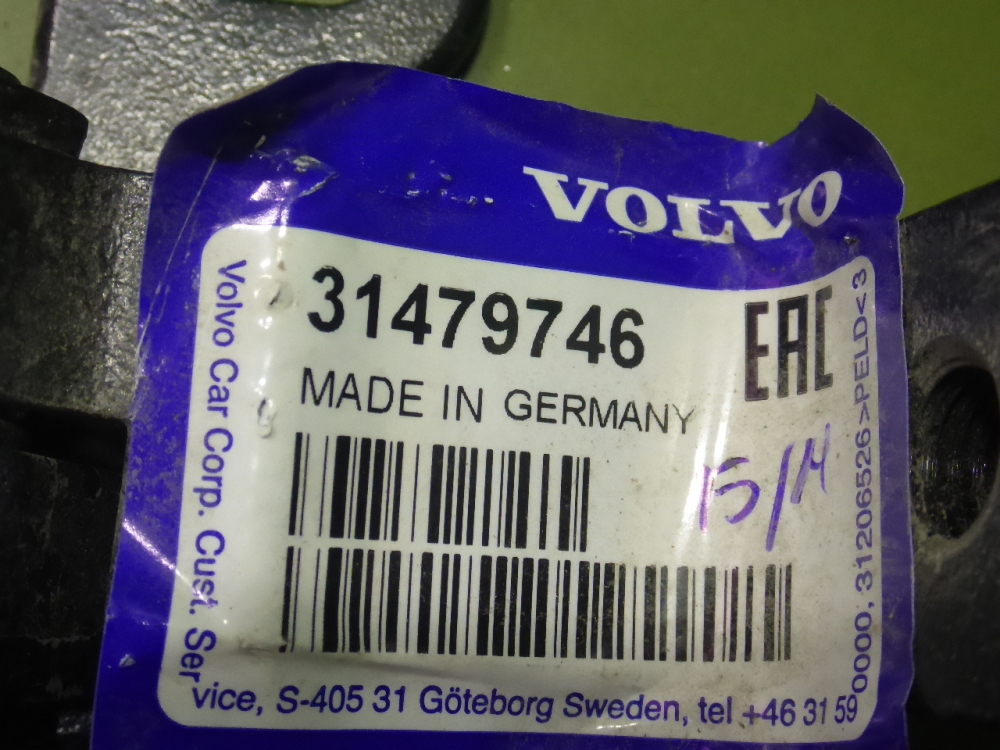 VOLVO
31479746
EAC
MADE IN GERMANY
15/14
Volvo Car Corp. Cust. Service, S-405 31 Göteborg Sweden, tel +46 31 59 0000, 31206526 >PELD< 3